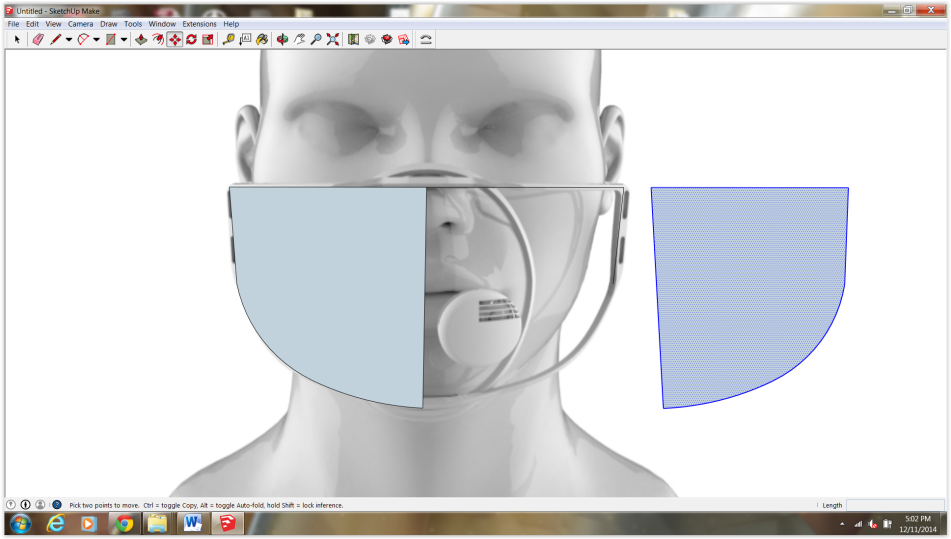 Untitled - SketchUp Make
File Edit View Camera Draw Tools Window Extensions Help
Pick two points to move. Ctrl = toggle Copy, Alt = toggle Auto-fold, hold Shift = lock inference.
Length
5:02 PM
12/11/2014